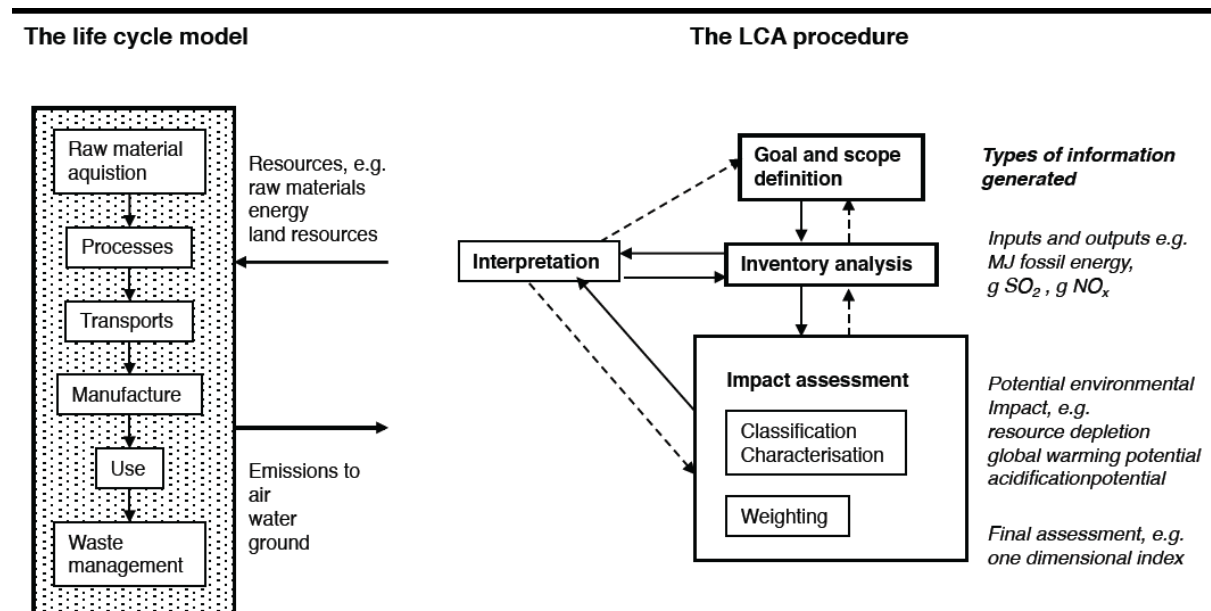 The life cycle model
The LCA procedure
Raw material
aquistion
Processes
Transports
Manufacture
Use
Waste
management
Resources, e.g.
raw materials
energy
land resources
Emissions to
air
water
ground
Goal and scope
definition
Interpretation
Inventory analysis
Impact assessment
Classification
Characterisation
Weighting
Types of information
generated
Inputs and outputs e.g.
MJ fossil energy,
g SO₂ , g NOₓ
Potential environmental
Impact, e.g.
resource depletion
global warming potential
acidificationpotential
Final assessment, e.g.
one dimensional index